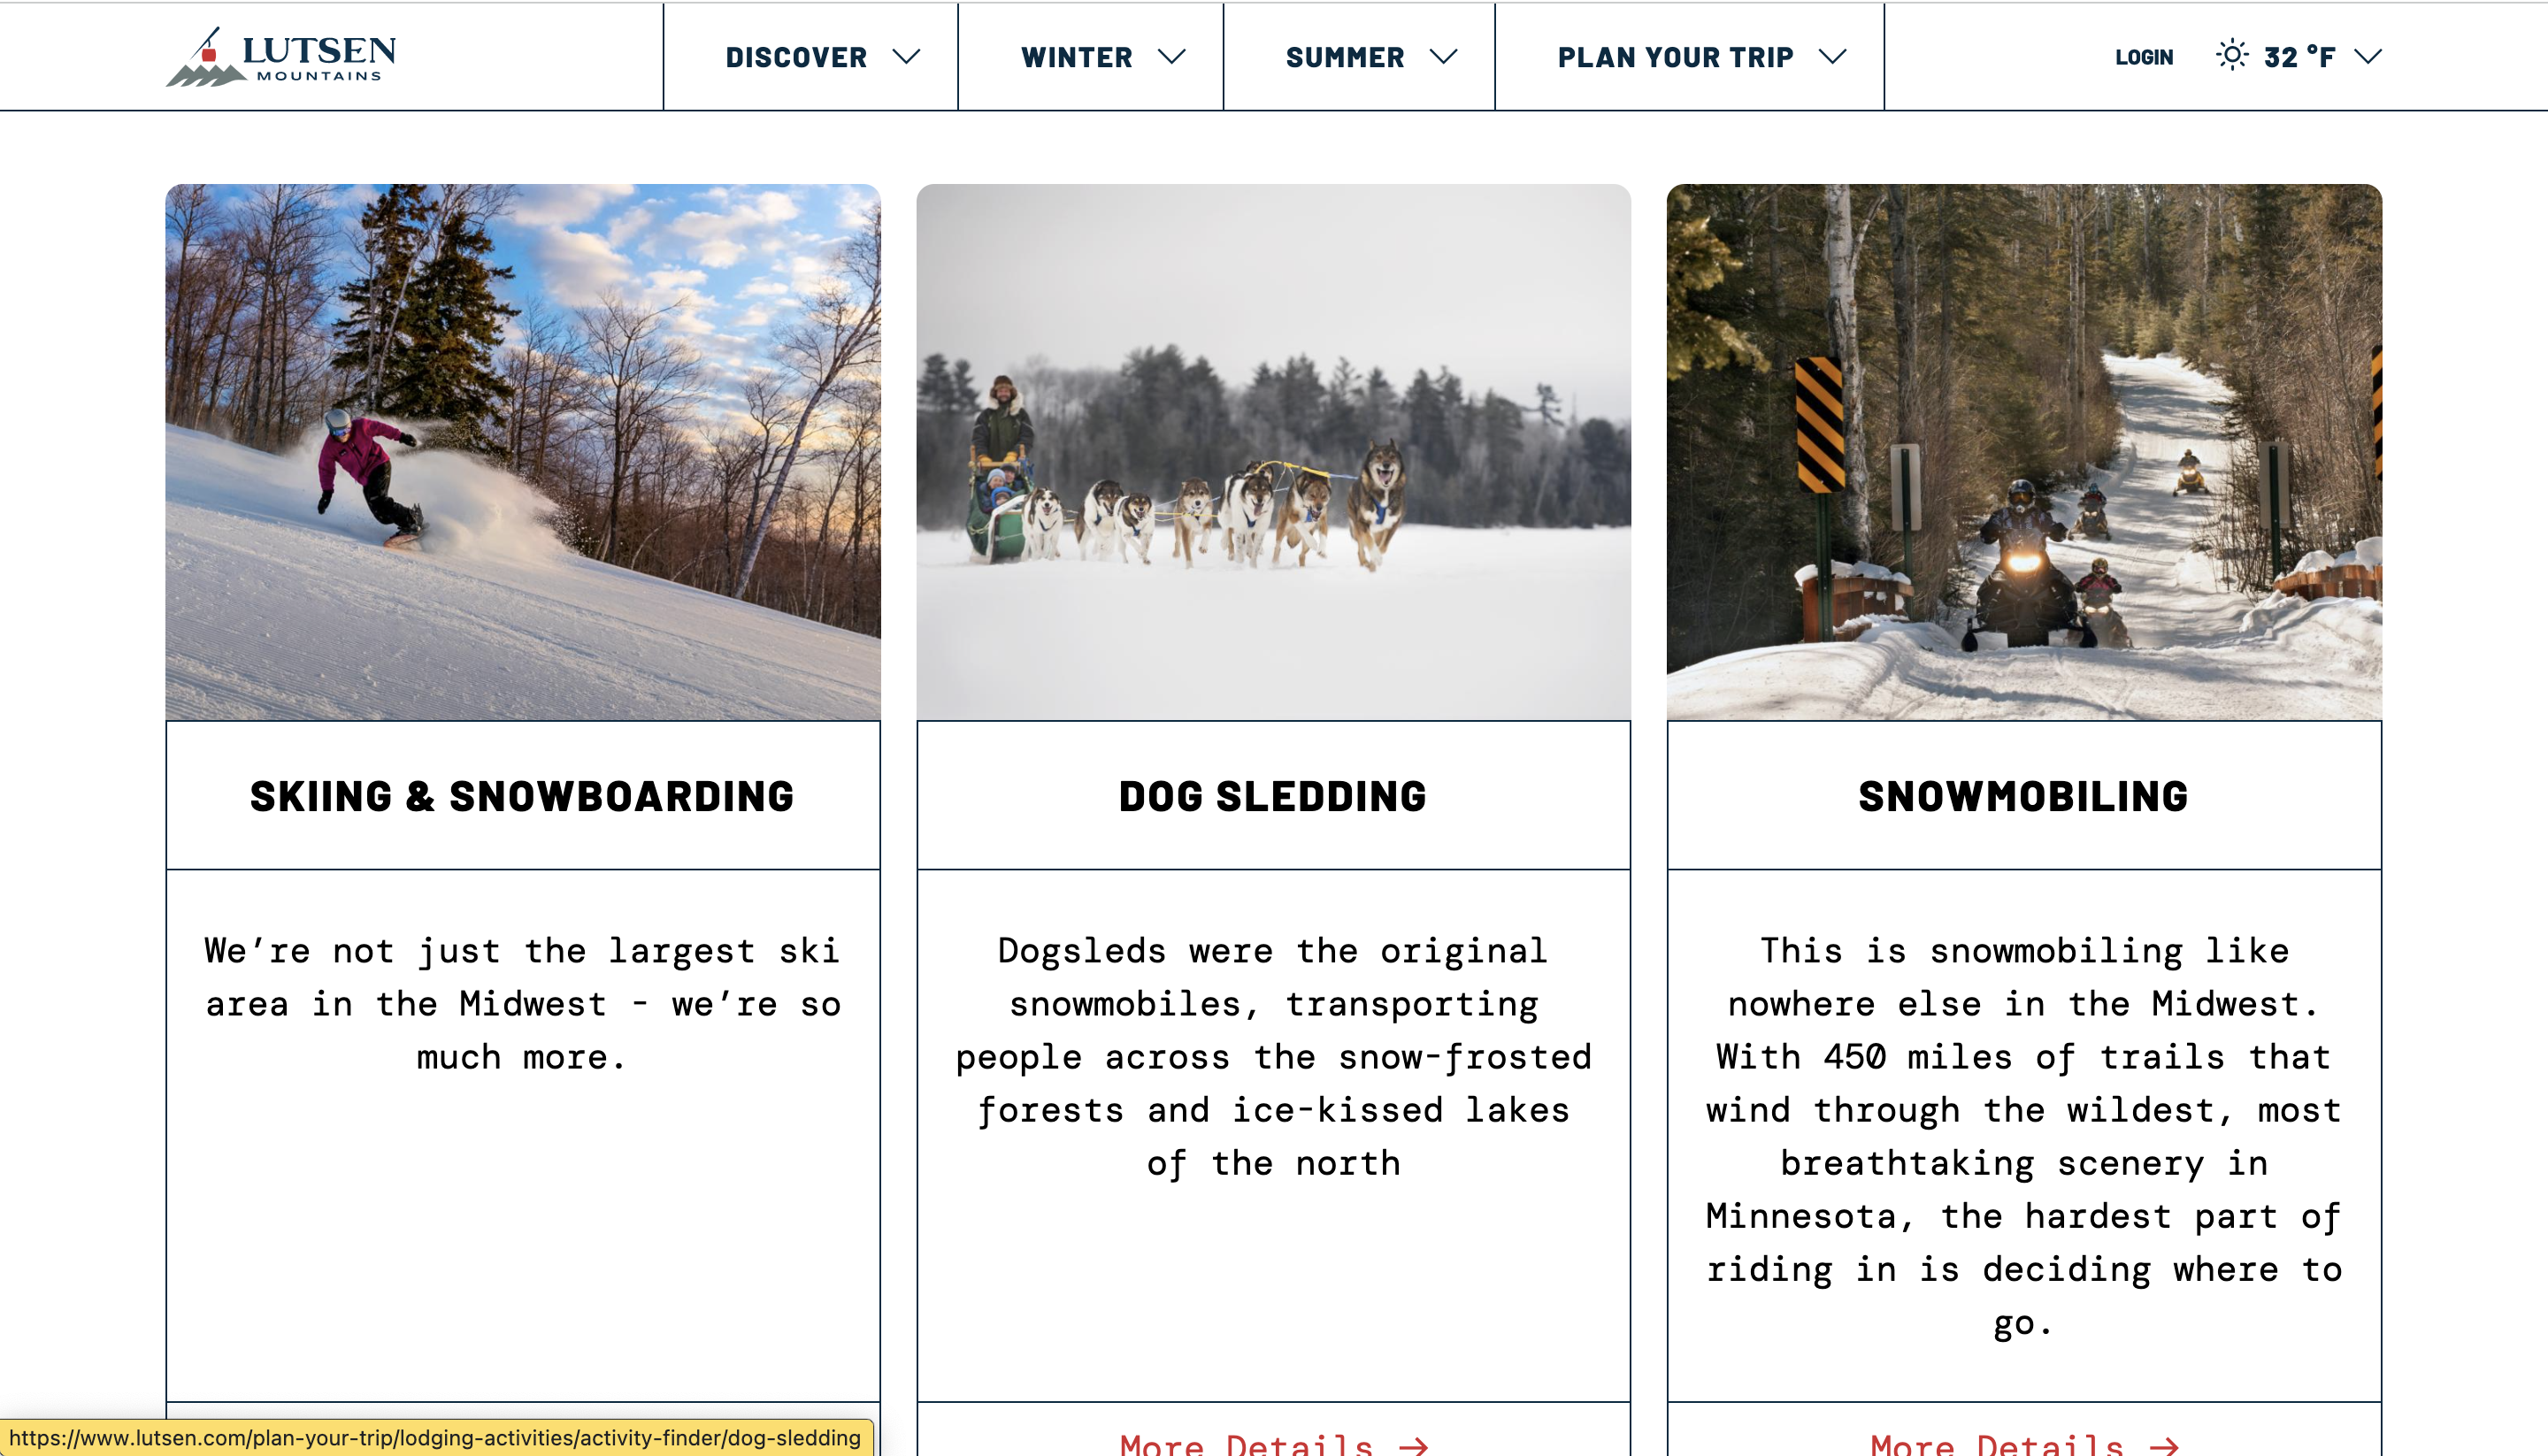 LUTSEN
MOUNTAINS
DISCOVER
WINTER
SUMMER
PLAN YOUR TRIP
LOGIN
32 °F
SKIING & SNOWBOARDING
We’re not just the largest ski
area in the Midwest - we’re so
much more.
DOG SLEDDING
Dogsleds were the original
snowmobiles, transporting
people across the snow-frosted
forests and ice-kissed lakes
of the north
More Details →
SNOWMOBILING
This is snowmobiling like
nowhere else in the Midwest.
With 450 miles of trails that
wind through the wildest, most
breathtaking scenery in
Minnesota, the hardest part of
riding in is deciding where to
go.
More Details →
https://www.lutsen.com/plan-your-trip/lodging-activities/activity-finder/dog-sledding